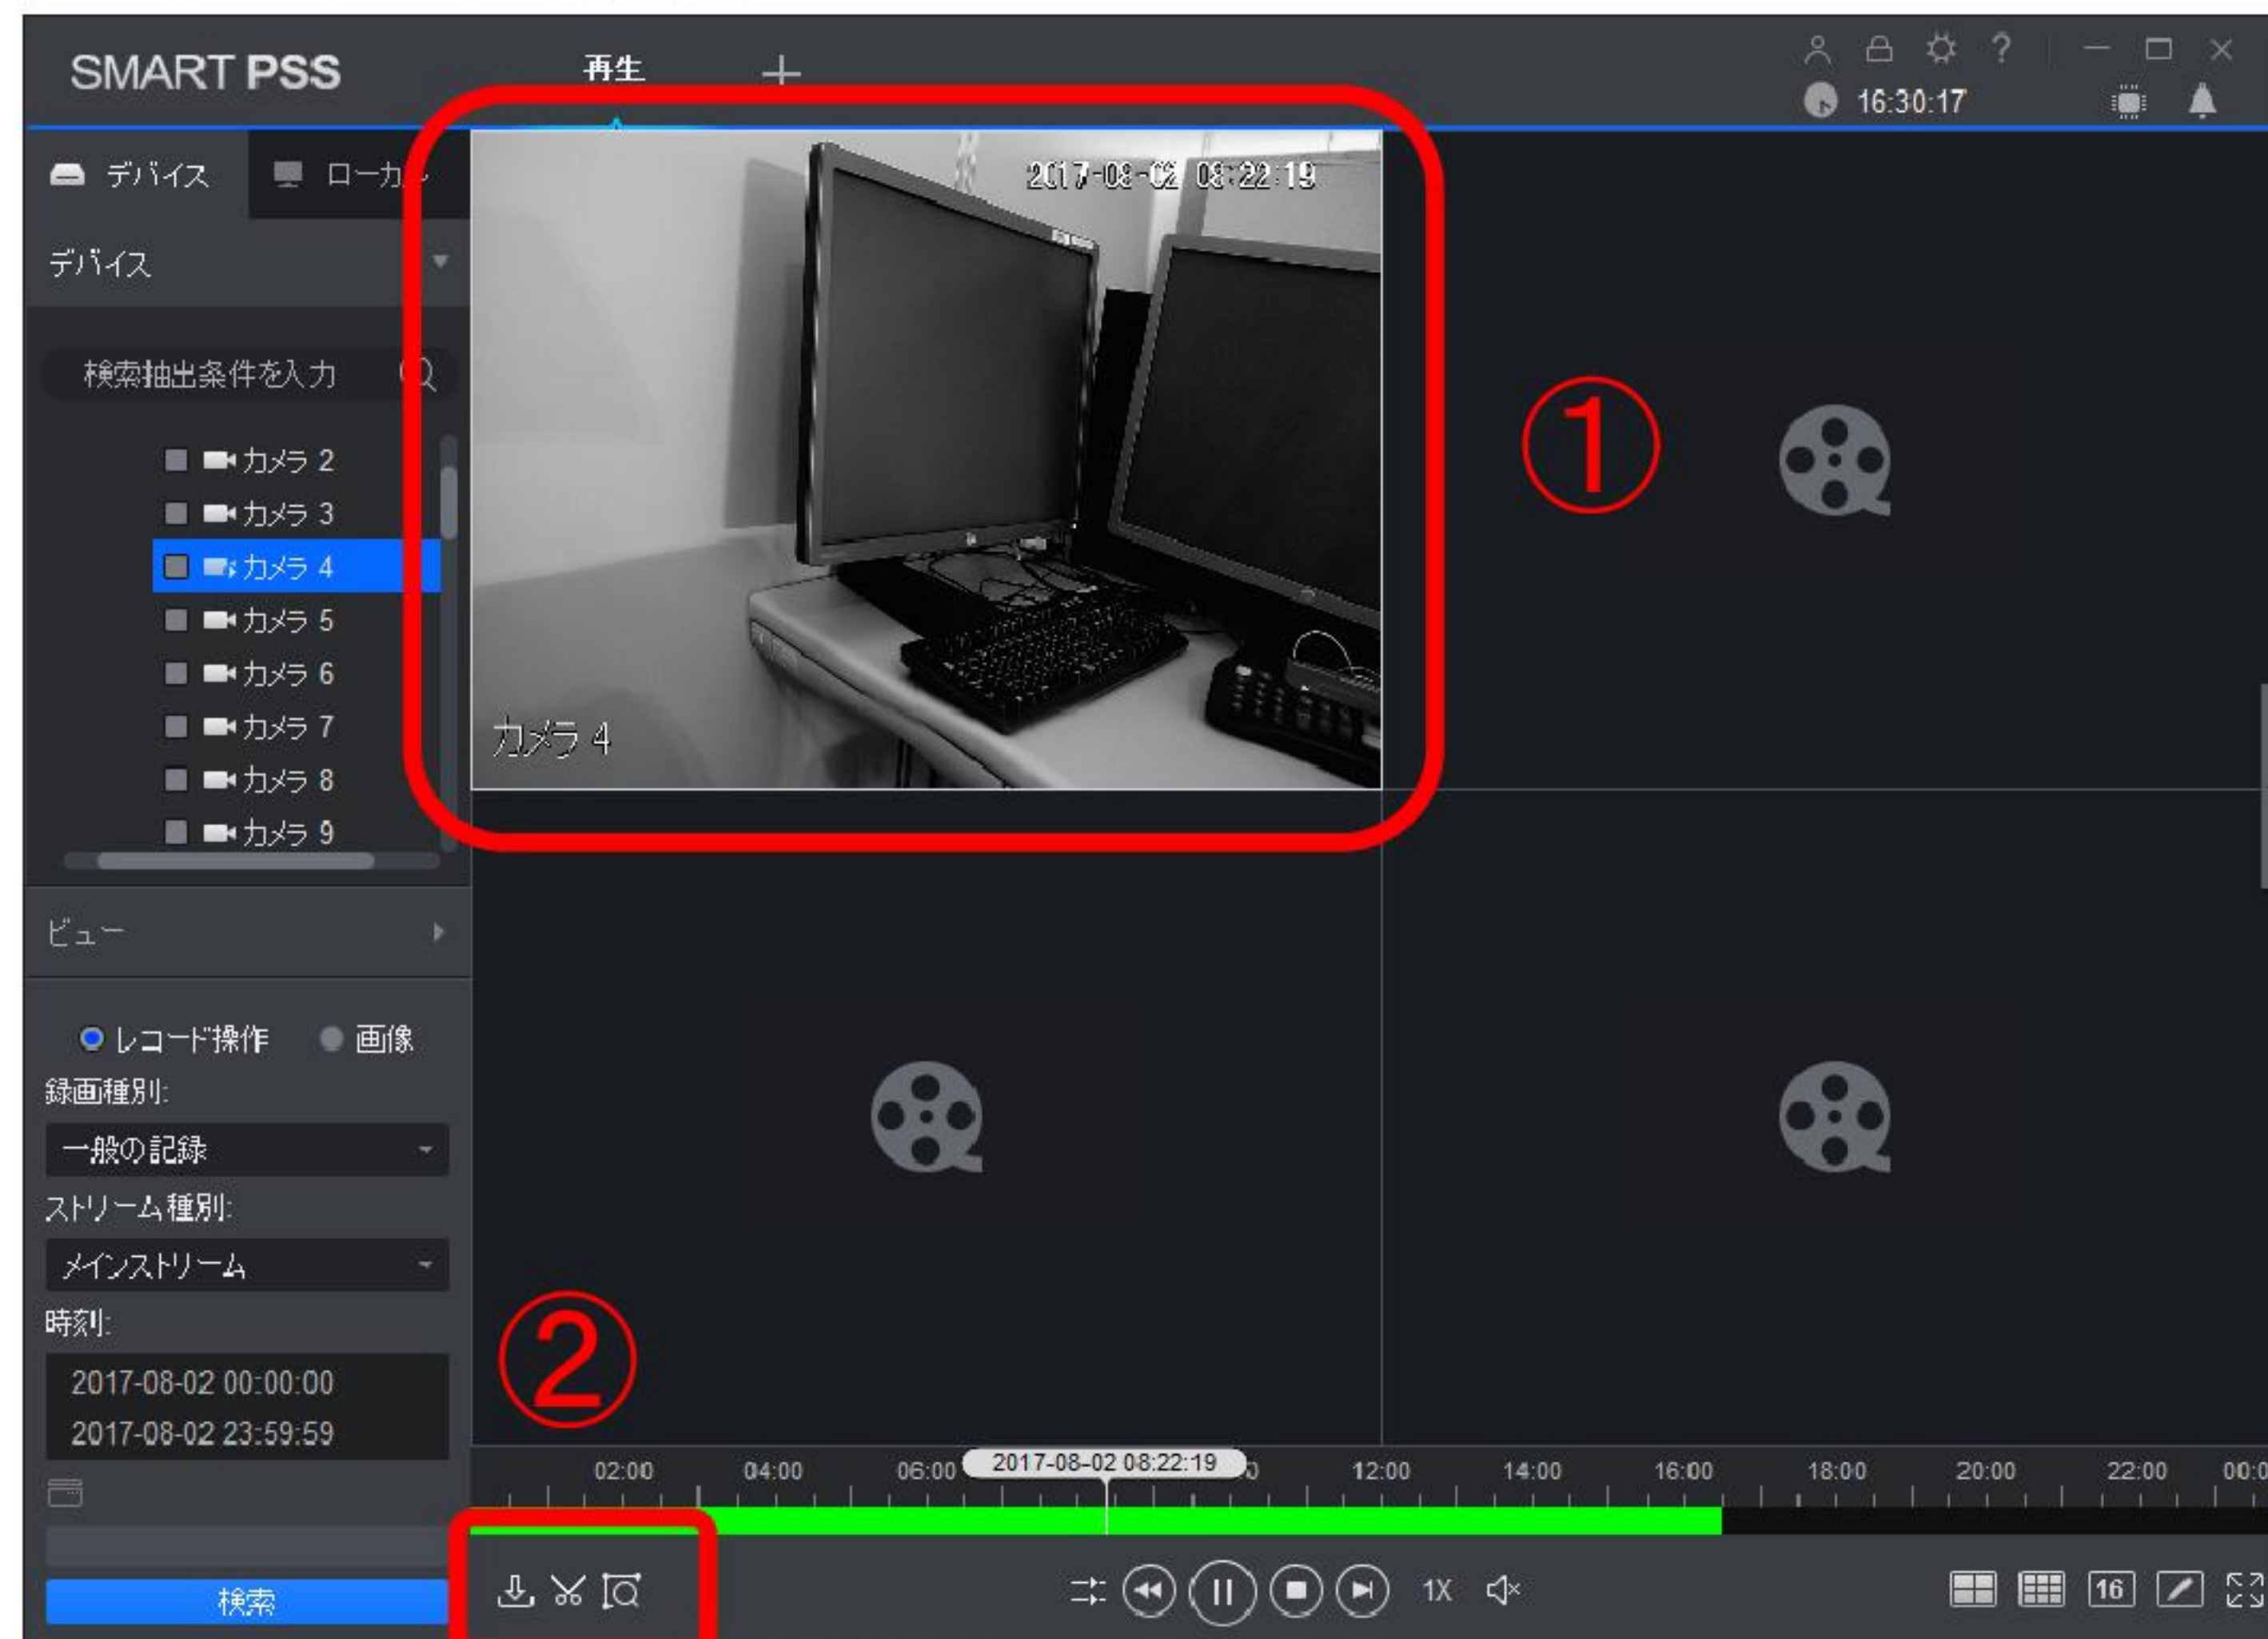 SMART PSS
再生
16:30:17
デバイス
デバイス
検索抽出条件を入力
カメラ 2
カメラ 3
カメラ 4
カメラ 5
カメラ 6
カメラ 7
カメラ 8
カメラ 9
ビュー
レコード操作 画像
録画種別:
一般の記録
ストリーム種別:
メインストリーム
時刻:
2017-08-02 00:00:00
2017-08-02 23:59:59
検索
2017-08-02 08:22:19
カメラ 4
①
②
02:00 04:00 06:00 2017-08-02 08:22:19 12:00 14:00 16:00 18:00 20:00 22:00
1X
16